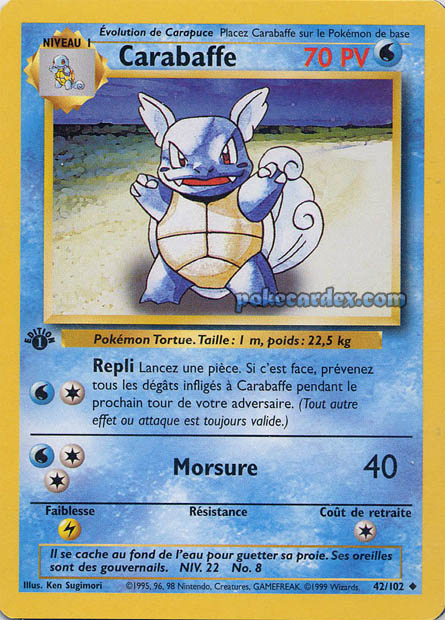 Évolution de Carapuce Placez Carabaffe sur le Pokémon de base
NIVEAU 1
Carabaffe 70 PV
pokecardex.com
EDITION
1
Pokémon Tortue. Taille : 1 m, poids : 22,5 kg
Repli Lancez une pièce. Si c'est face, prévenez
tous les dégâts infligés à Carabaffe pendant le
prochain tour de votre adversaire. (Tout autre
effet ou attaque est toujours valide.)
Morsure 40
Faiblesse Résistance Coût de retraite
Il se cache au fond de l'eau pour guetter sa proie. Ses oreilles
sont des gouvernails. NIV. 22 No. 8
Illus. Ken Sugimori ©1995, 96, 98 Nintendo, Creatures, GAMEFREAK. ©1999 Wizards. 42/102